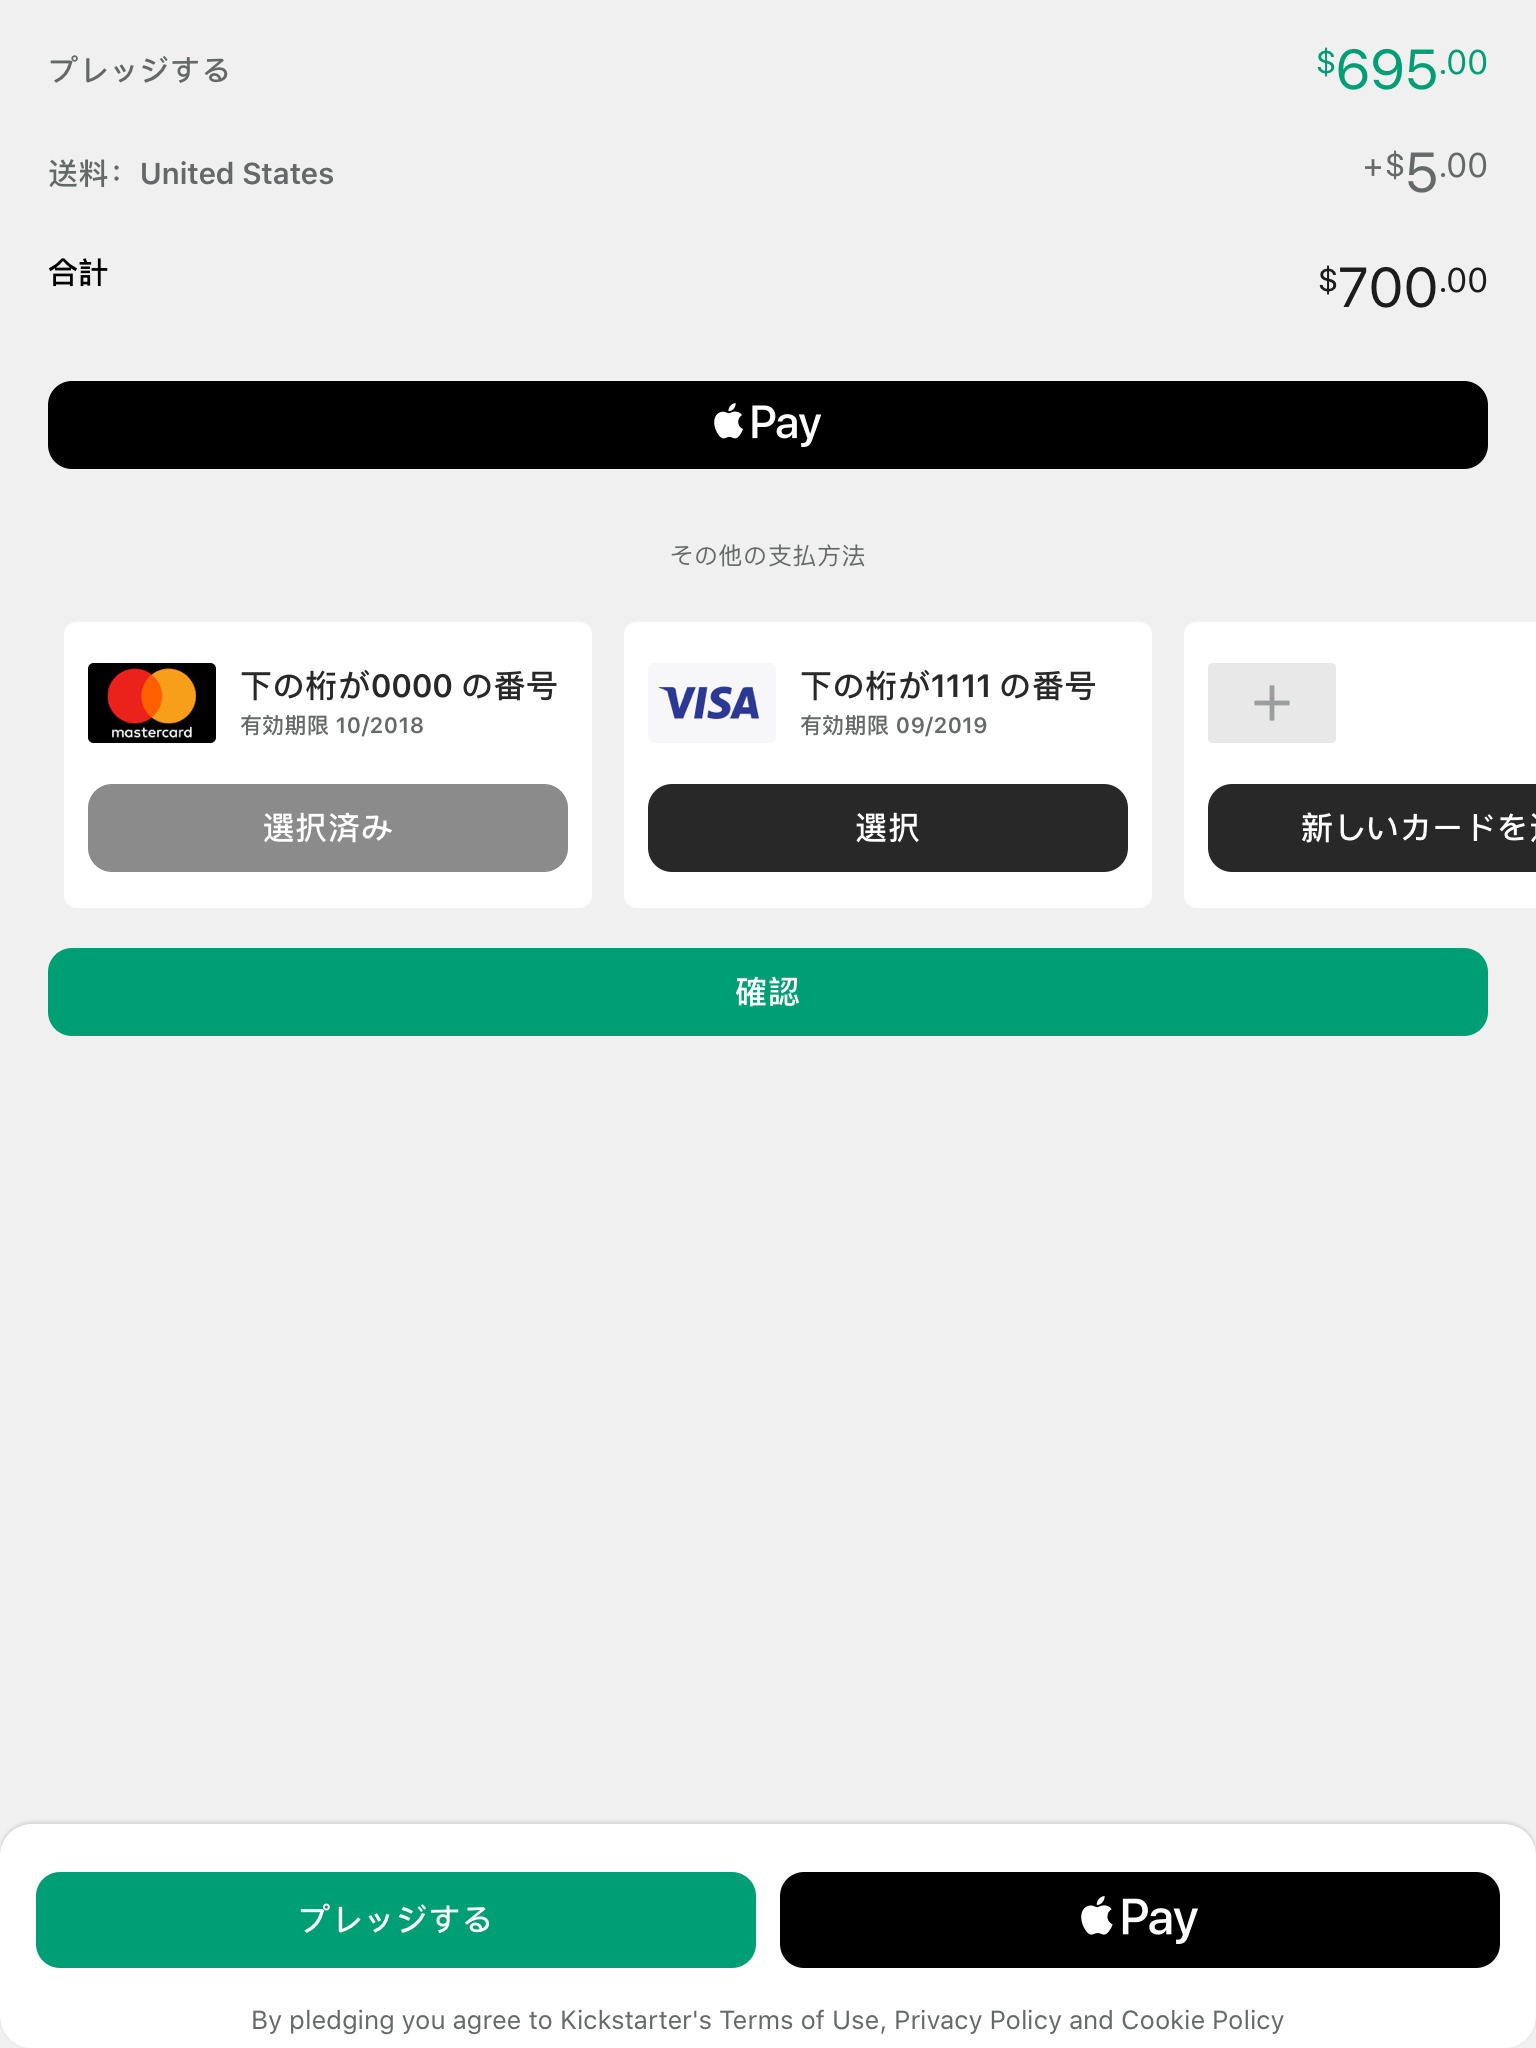 プレッジする
$695.00
送料： United States
+$5.00
合計
$700.00
Pay
その他の支払方法
mastercard
下の桁が0000 の番号
有効期限 10/2018
選択済み
VISA
下の桁が1111 の番号
有効期限 09/2019
選択
新しいカードを
確認
プレッジする
Pay
By pledging you agree to Kickstarter's Terms of Use, Privacy Policy and Cookie Policy